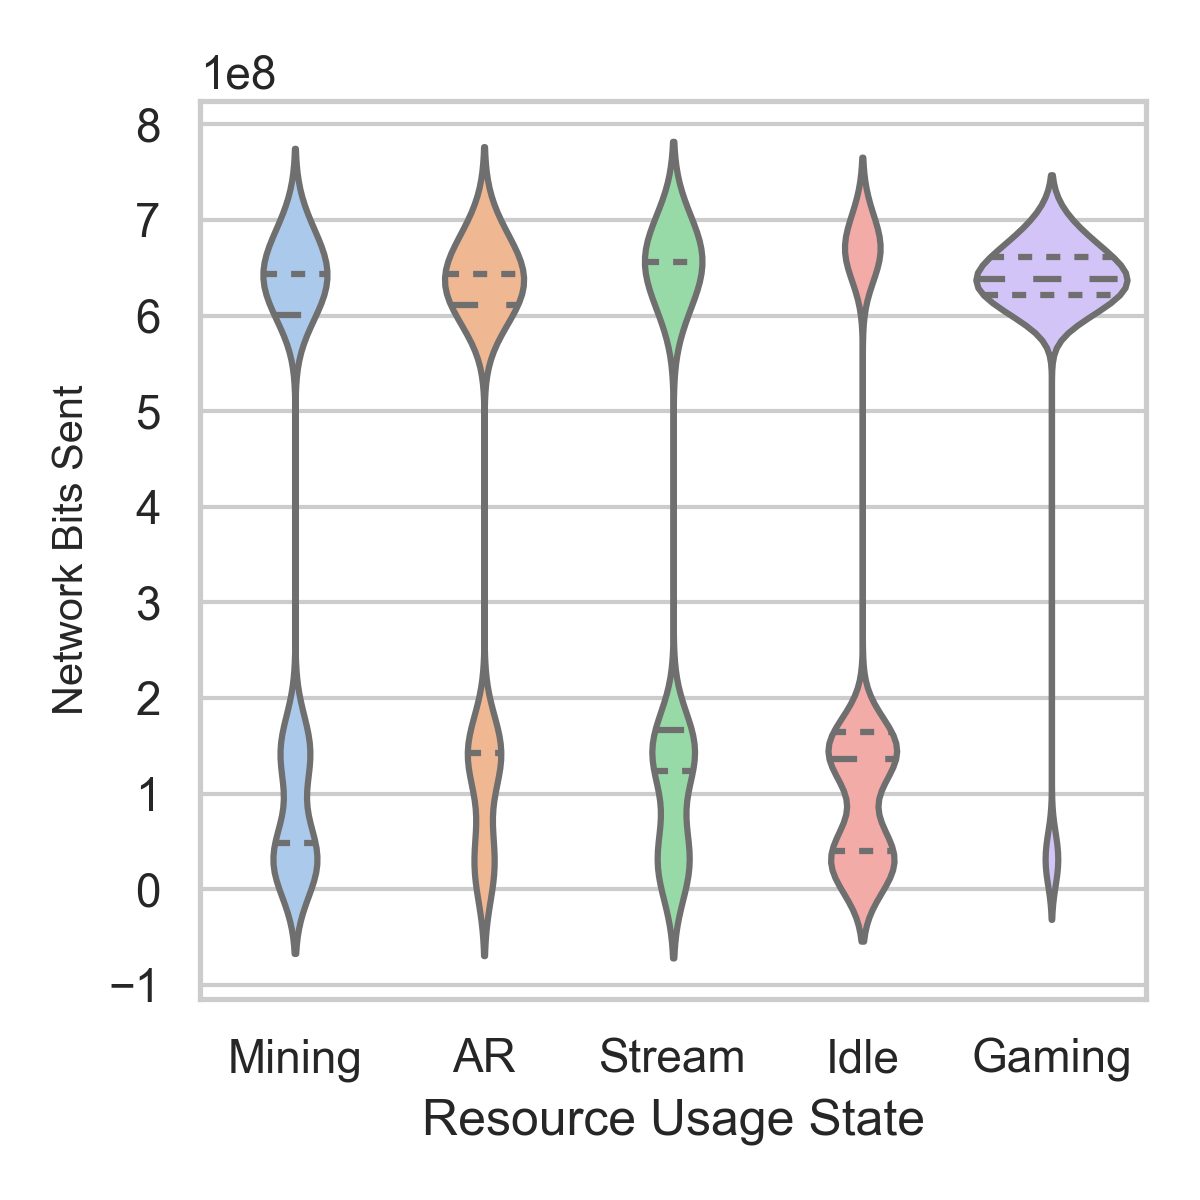 1e8
8
7
6
5
4
3
2
1
0
−1
Network Bits Sent
Mining AR Stream Idle Gaming
Resource Usage State